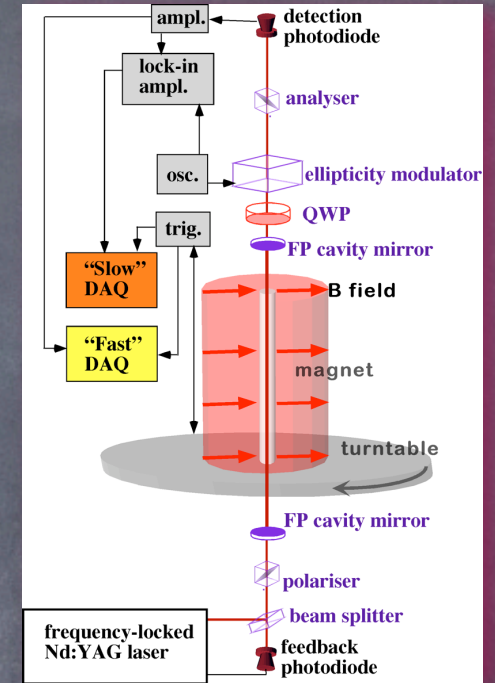 ampl.
detection
photodiode
lock-in
ampl.
analyser
osc.
ellipticity modulator
QWP
trig.
FP cavity mirror
"Slow"
DAQ
B field
"Fast"
DAQ
magnet
turntable
FP cavity mirror
polariser
beam splitter
frequency-locked
Nd:YAG laser
feedback
photodiode